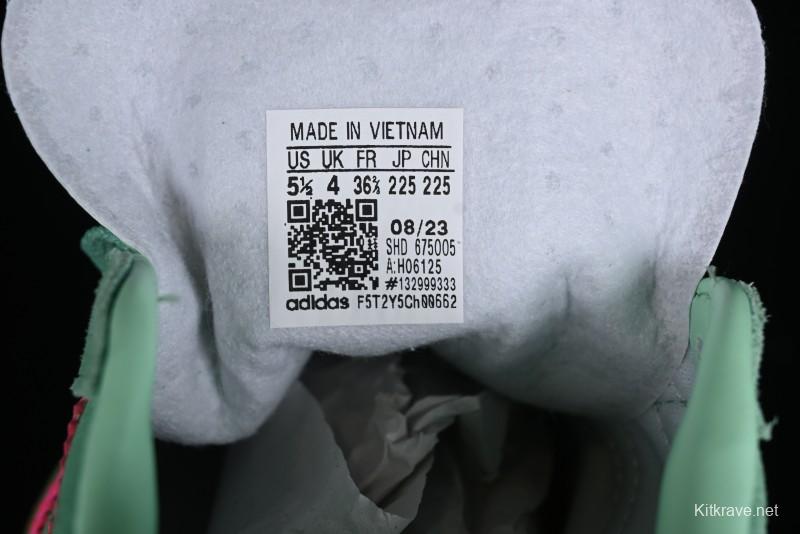 MADE IN VIETNAM
US UK FR JP CHN
5½ 4 36⅔ 225 225
08/23
SHD 675005
A:H06125
#132999333
adidas F5T2Y5Ch00662
Kitkrave.net